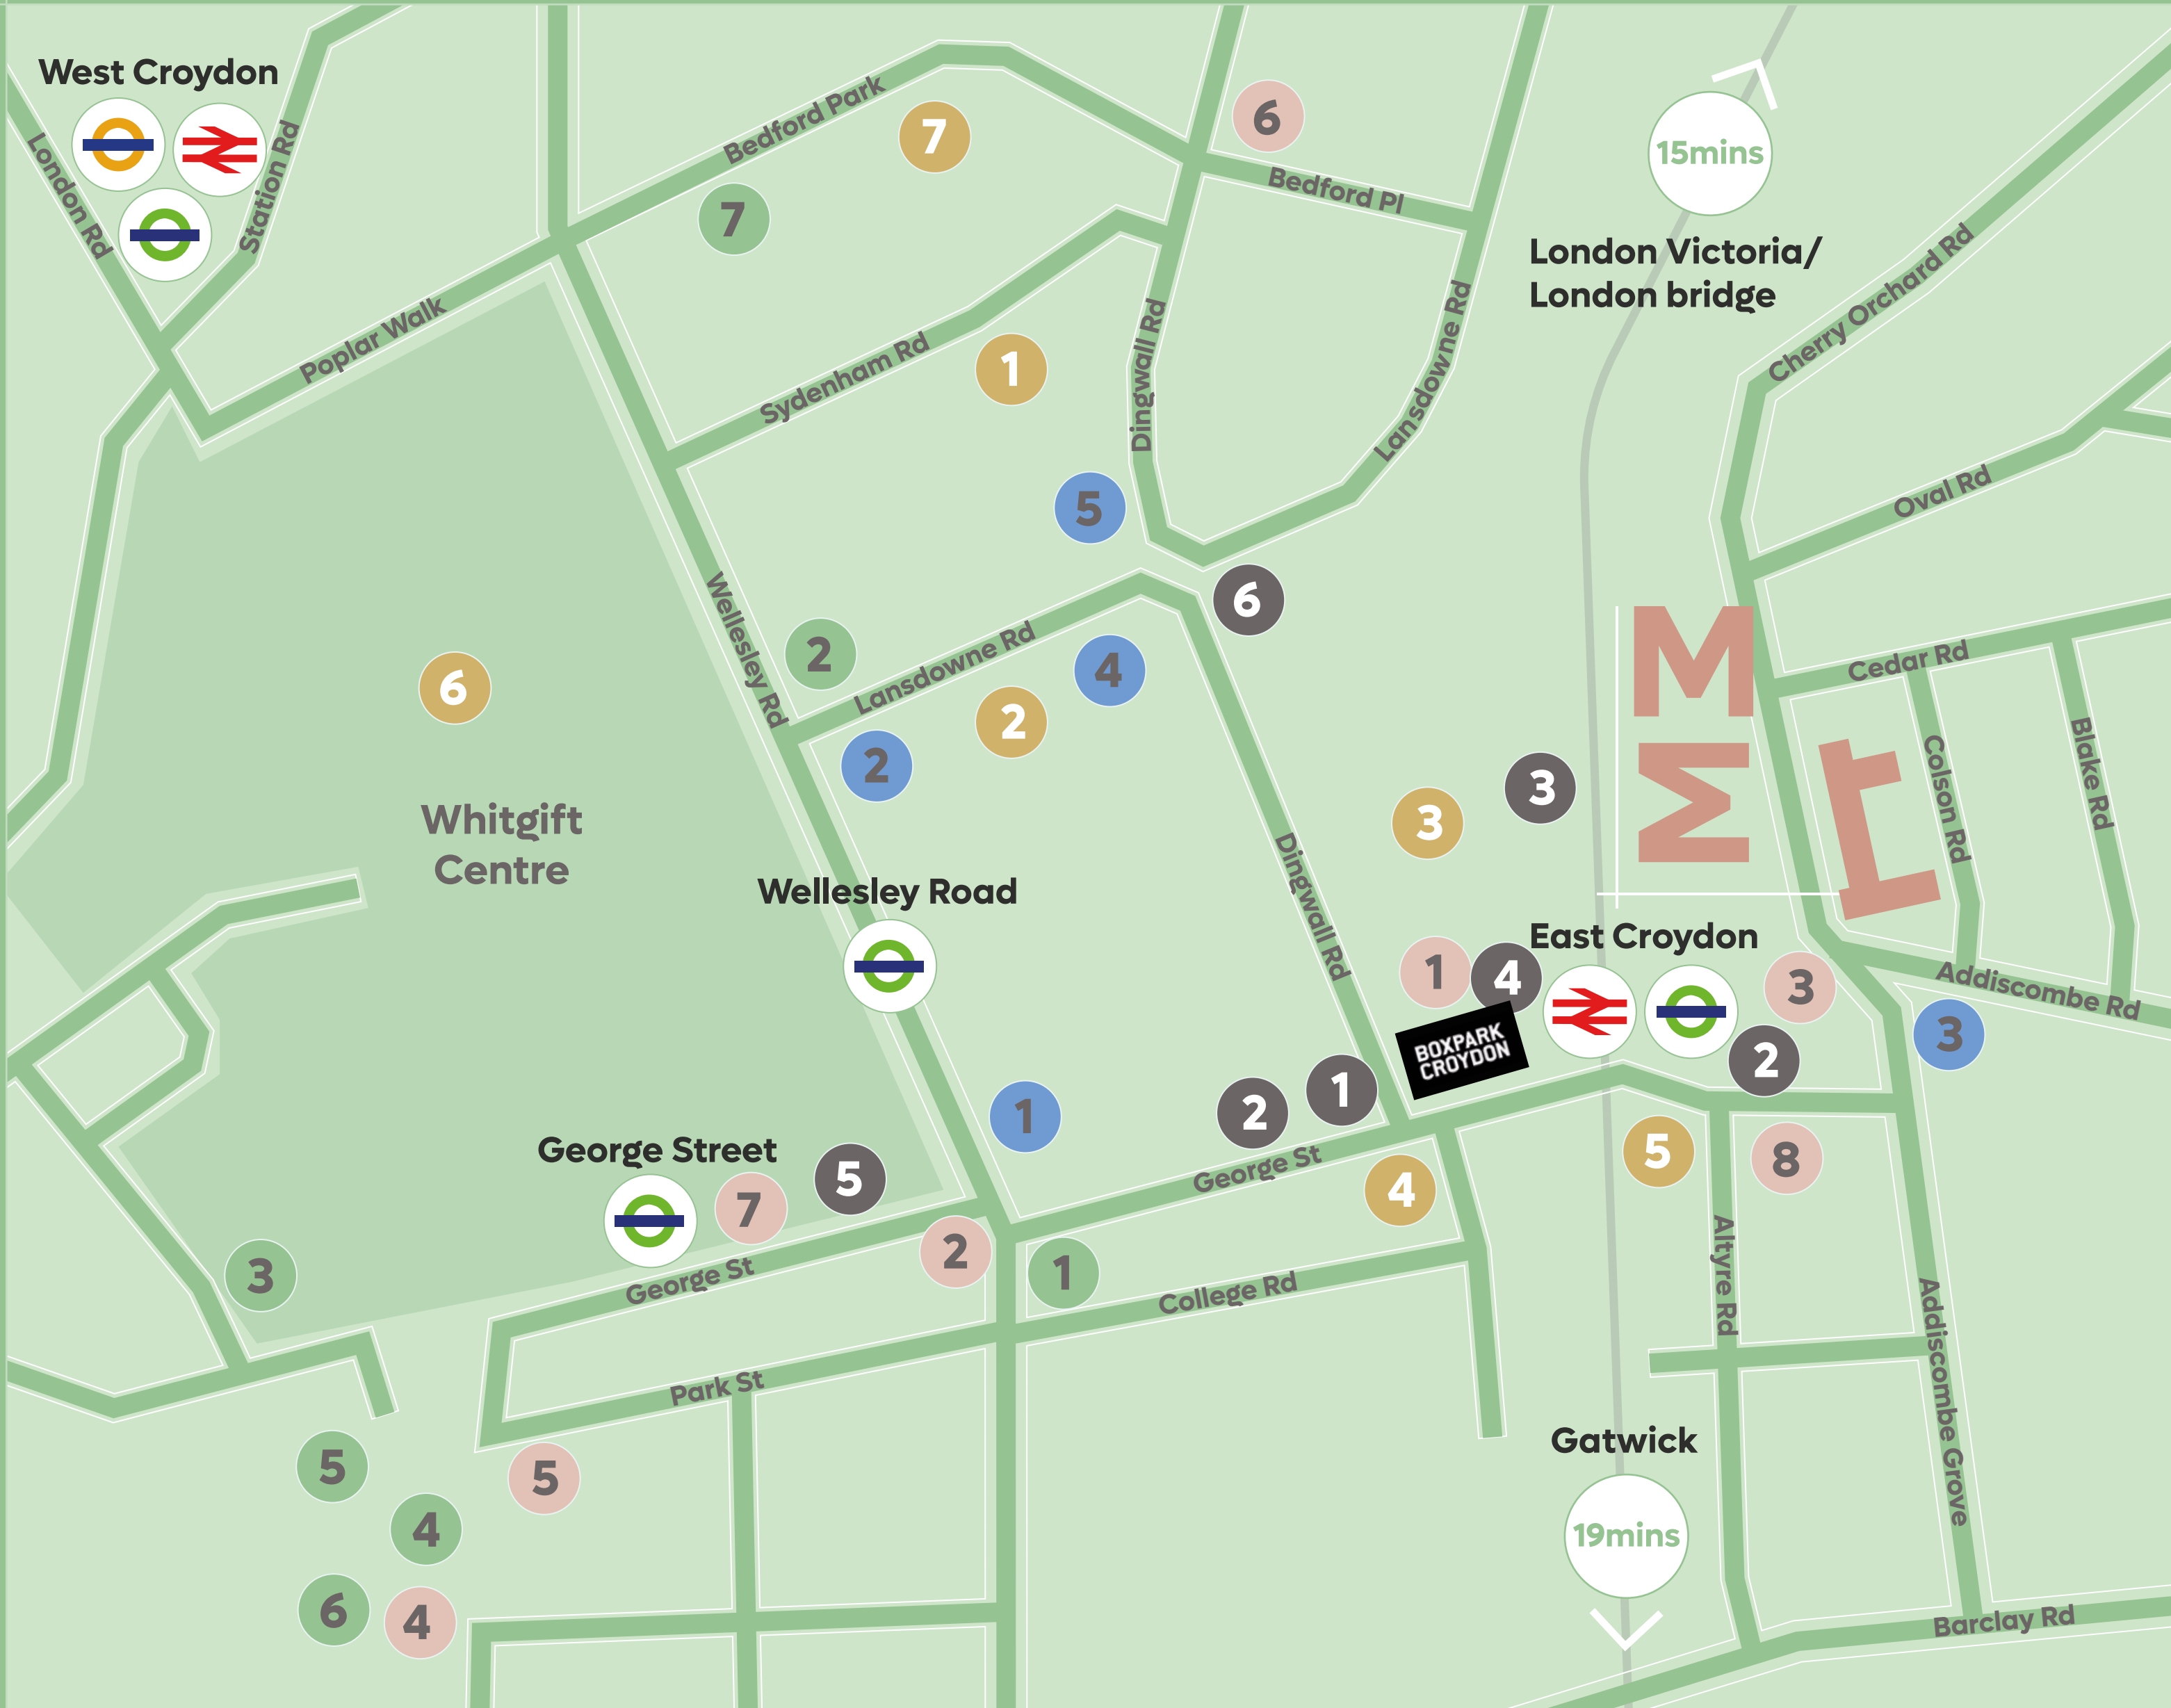 West Croydon
London Rd
Station Rd
Poplar Walk
Bedford Park
7
7
6
Bedford Pl
15mins
London Victoria/
London bridge
Cherry Orchard Rd
Sydenham Rd
1
Dingwall Rd
Lansdowne Rd
Oval Rd
5
6
Wellesley Rd
2
Lansdowne Rd
4
2
2
6
Whitgift
Centre
Cedar Rd
Colson Rd
Blake Rd
3
3
Dingwall Rd
Wellesley Road
East Croydon
1
4
3
Addiscombe Rd
3
BOXPARK
CROYDON
2
1
2
1
George St
4
5
8
George Street
7
5
2
1
George St
College Rd
3
Altyre Rd
Addiscombe Grove
Park St
5
5
4
6
4
Gatwick
19mins
Barclay Rd